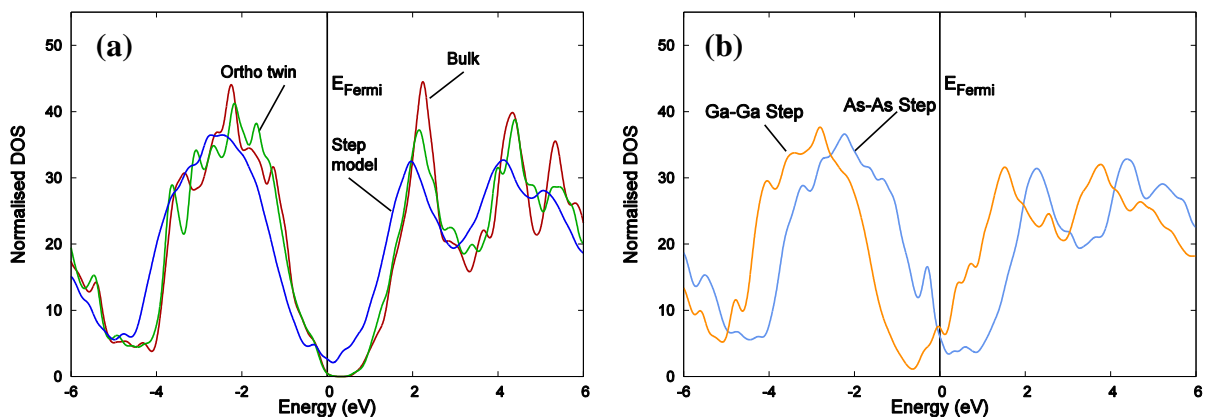 (a)
50
40
30
20
10
0
Normalised DOS
Ortho twin
Bulk
E_Fermi
Step
model
-6
-4
-2
0
2
4
6
Energy (eV)
(b)
50
40
30
20
10
0
Normalised DOS
Ga-Ga Step
As-As Step
E_Fermi
-6
-4
-2
0
2
4
6
Energy (eV)